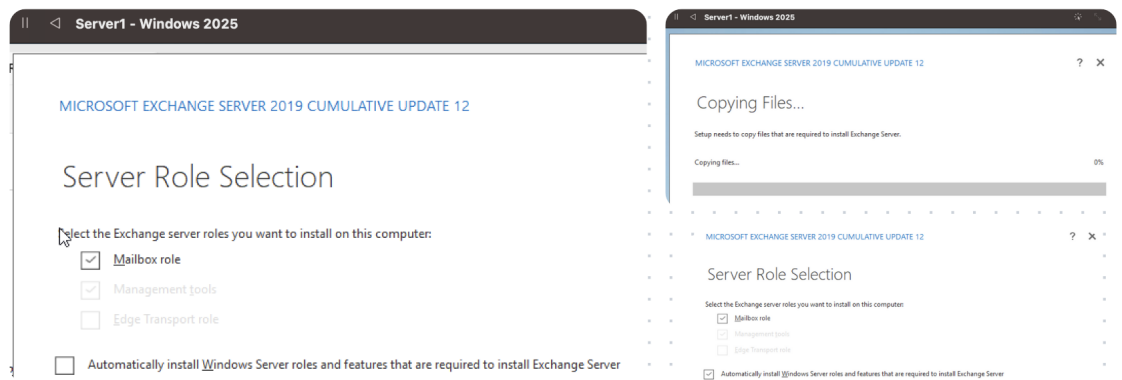 Server1 - Windows 2025
MICROSOFT EXCHANGE SERVER 2019 CUMULATIVE UPDATE 12
Server Role Selection
Select the Exchange server roles you want to install on this computer:
Mailbox role
Management tools
Edge Transport role
Automatically install Windows Server roles and features that are required to install Exchange Server
Server1 - Windows 2025
MICROSOFT EXCHANGE SERVER 2019 CUMULATIVE UPDATE 12
? ✕
Copying Files...
Setup needs to copy files that are required to install Exchange Server.
Copying files... 0%
MICROSOFT EXCHANGE SERVER 2019 CUMULATIVE UPDATE 12
? ✕
Server Role Selection
Select the Exchange server roles you want to install on this computer:
Mailbox role
Management tools
Edge Transport role
Automatically install Windows Server roles and features that are required to install Exchange Server